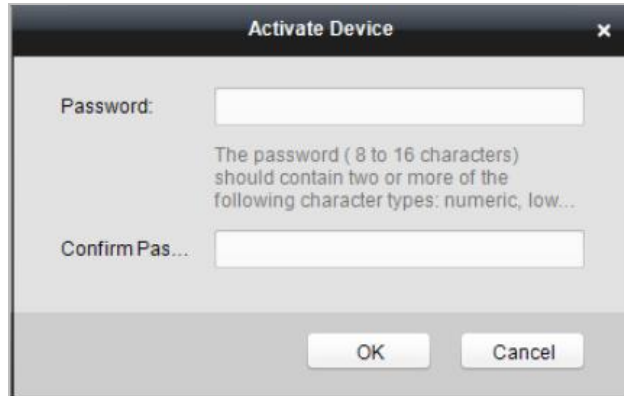 Activate Device
Password:
The password ( 8 to 16 characters)
should contain two or more of the
following character types: numeric, low...
Confirm Pas...
OK Cancel